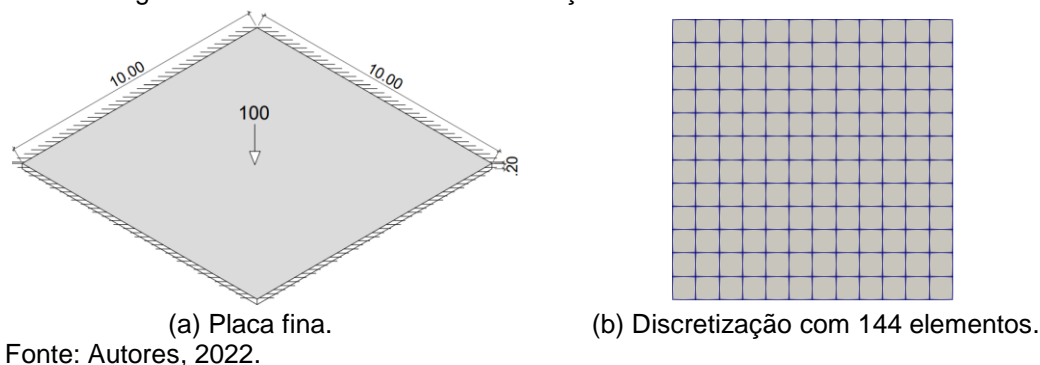 10.00
10.00
100
.20
(a) Placa fina.
(b) Discretização com 144 elementos.
Fonte: Autores, 2022.